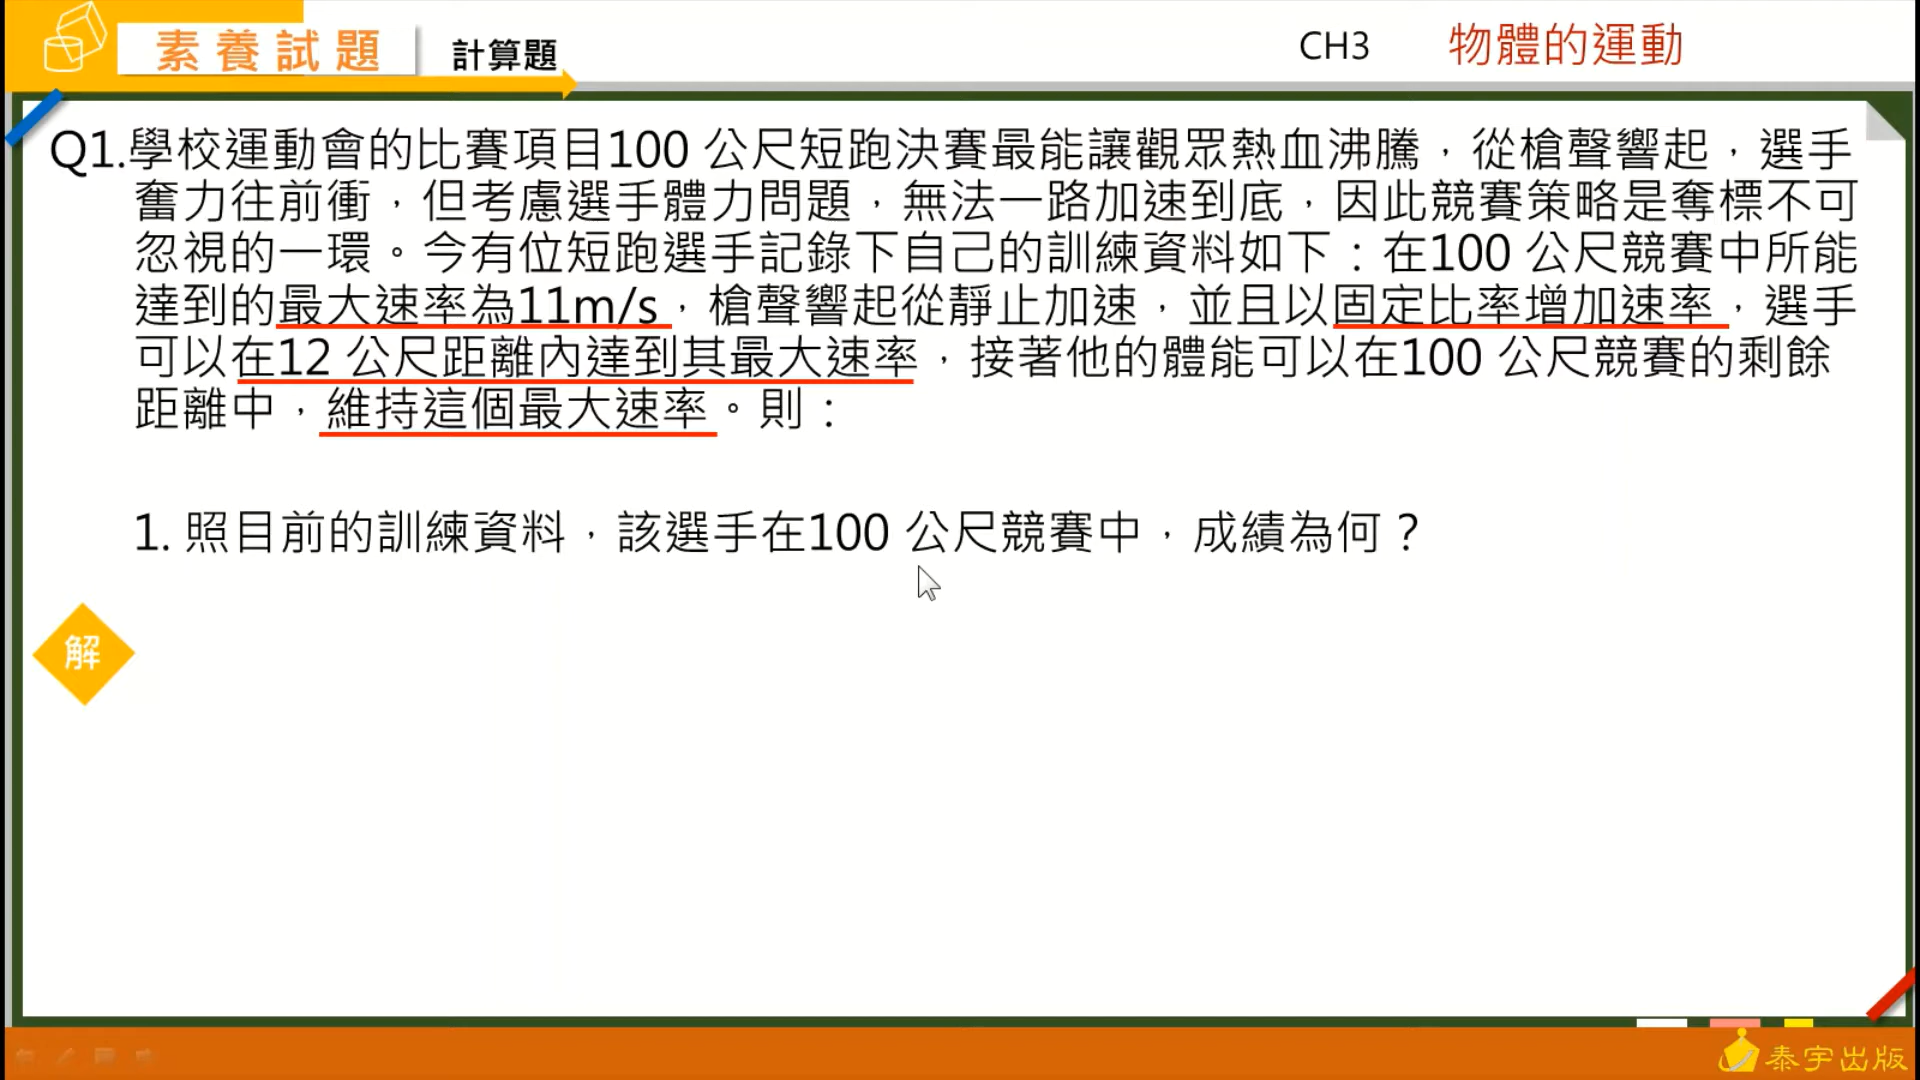 素養試題
計算題
CH3 物體的運動
Q1.學校運動會的比賽項目100 公尺短跑決賽最能讓觀眾熱血沸騰，從槍聲響起，選手
奮力往前衝，但考慮選手體力問題，無法一路加速到底，因此競賽策略是奪標不可
忽視的一環。今有位短跑選手記錄下自己的訓練資料如下：在100 公尺競賽中所能
達到的最大速率為11m/s，槍聲響起從靜止加速，並且以固定比率增加速率，選手
可以在12 公尺距離內達到其最大速率，接著他的體能可以在100 公尺競賽的剩餘
距離中，維持這個最大速率。則：
1. 照目前的訓練資料，該選手在100 公尺競賽中，成績為何？
解
泰宇出版